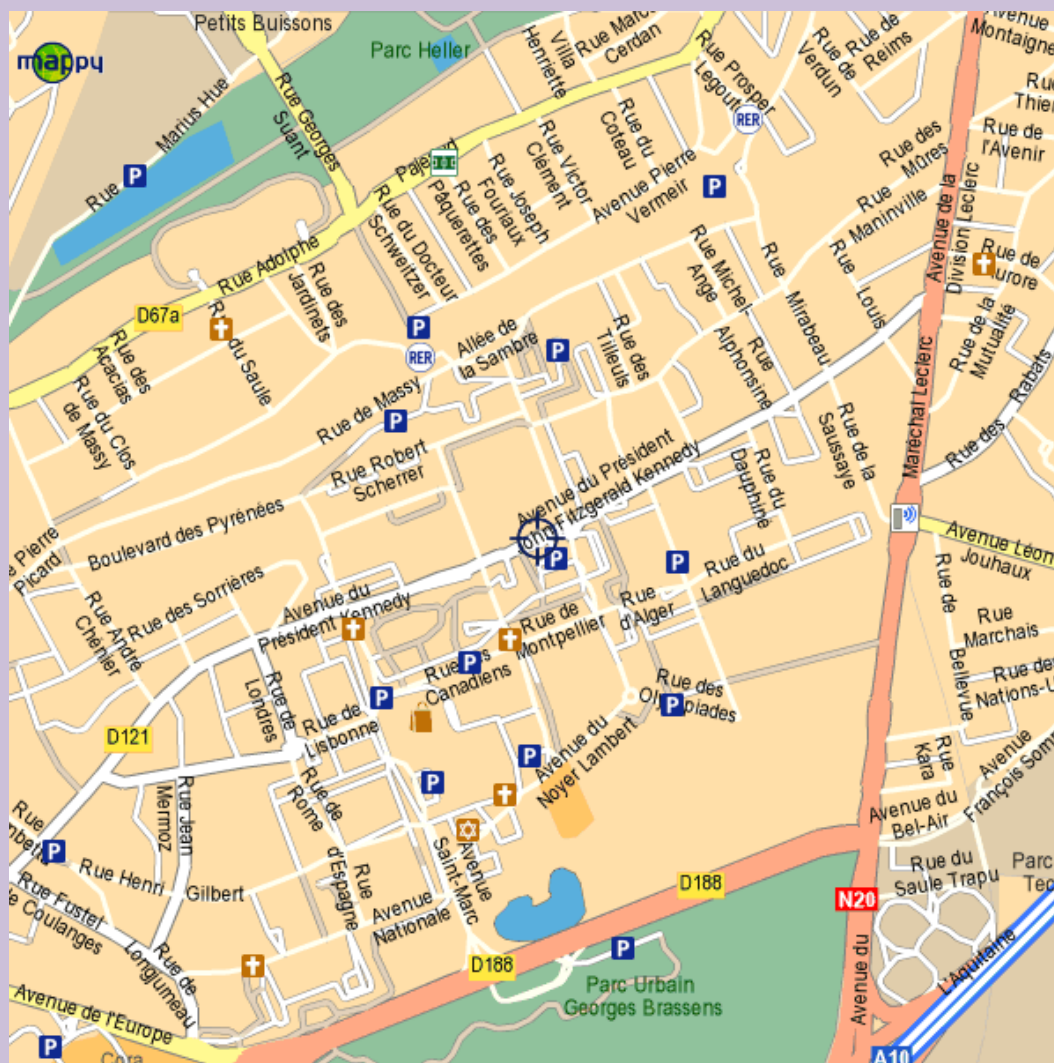 Petits Buissons
Parc Heller
mappy
Rue Marius Hue
Rue Georges
Suant
Henriette
Villa
Rue Marc
Cerdan
Rue Prosper
Legouté
Rue de
Verdun
Rue de
Reims
Avenue
Montaigne
Rue
Thie
Rue de
l'Avenir
RER
P
Rue du
Coteau
Rue Victor
Clément
Rue Joseph
Fouriaux
Rue des
Pâquerettes
Rue du Docteur
Schweitzer
Avenue Pierre
Vermeir
P
Rue des
Mûres
Rue
Maninville
Avenue de la
Division Leclerc
Rue de
Rue Adolphe Pajeaud
D67a
Rue des
Jardinets
Rue du Saule
Rue des
Acacias
Rue du Clos
de Massy
P
RER
Allée de
la Sambre
P
Rue des
Tilleuls
Rue Michel
Ange
Rue
Alphonsine
Rue
Mirabeau
Rue
Louis
Rue de la
Mutualité
Rue des Rabats
Maréchal Leclerc
Rue de Massy
P
Rue Robert
Scherrer
Boulevard des Pyrénées
Pierre
Picard
Avenue du Président
John Fitzgerald Kennedy
P
Rue du
Dauphiné
Rue de la
Saussaye
Avenue Léon
Jouhaux
P
Rue du
Languedoc
Rue
d'Alger
Rue de
Montpellier
Rue des Sorrières
Rue André
Chénier
Avenue du
Président Kennedy
P
Rue des
Canadiens
P
Rue de
Londres
Rue de
Lisbonne
D121
Rue des
Olympiades
P
Avenue du
Noyer Lambert
P
P
Rue de
Bellevue
Rue
Marchais
Rue des
Nations-U
Rue
Kara
Avenue
François Somm
Avenue du
Bel-Air
Rue Jean
Mermoz
Rue de
Rome
Rue
d'Espagne
Avenue
Saint-Marc
Avenue
Nationale
Rue
P
Rue Henri Gilbert
Rue Fustel
de Coulanges
Rue de
Longjumeau
Avenue de l'Europe
P
Cora
D188
D188
P
Parc Urbain
Georges Brassens
N20
Avenue du
Rue du
Saule Trapu
Parc
Tec
L'Aquitaine
A10